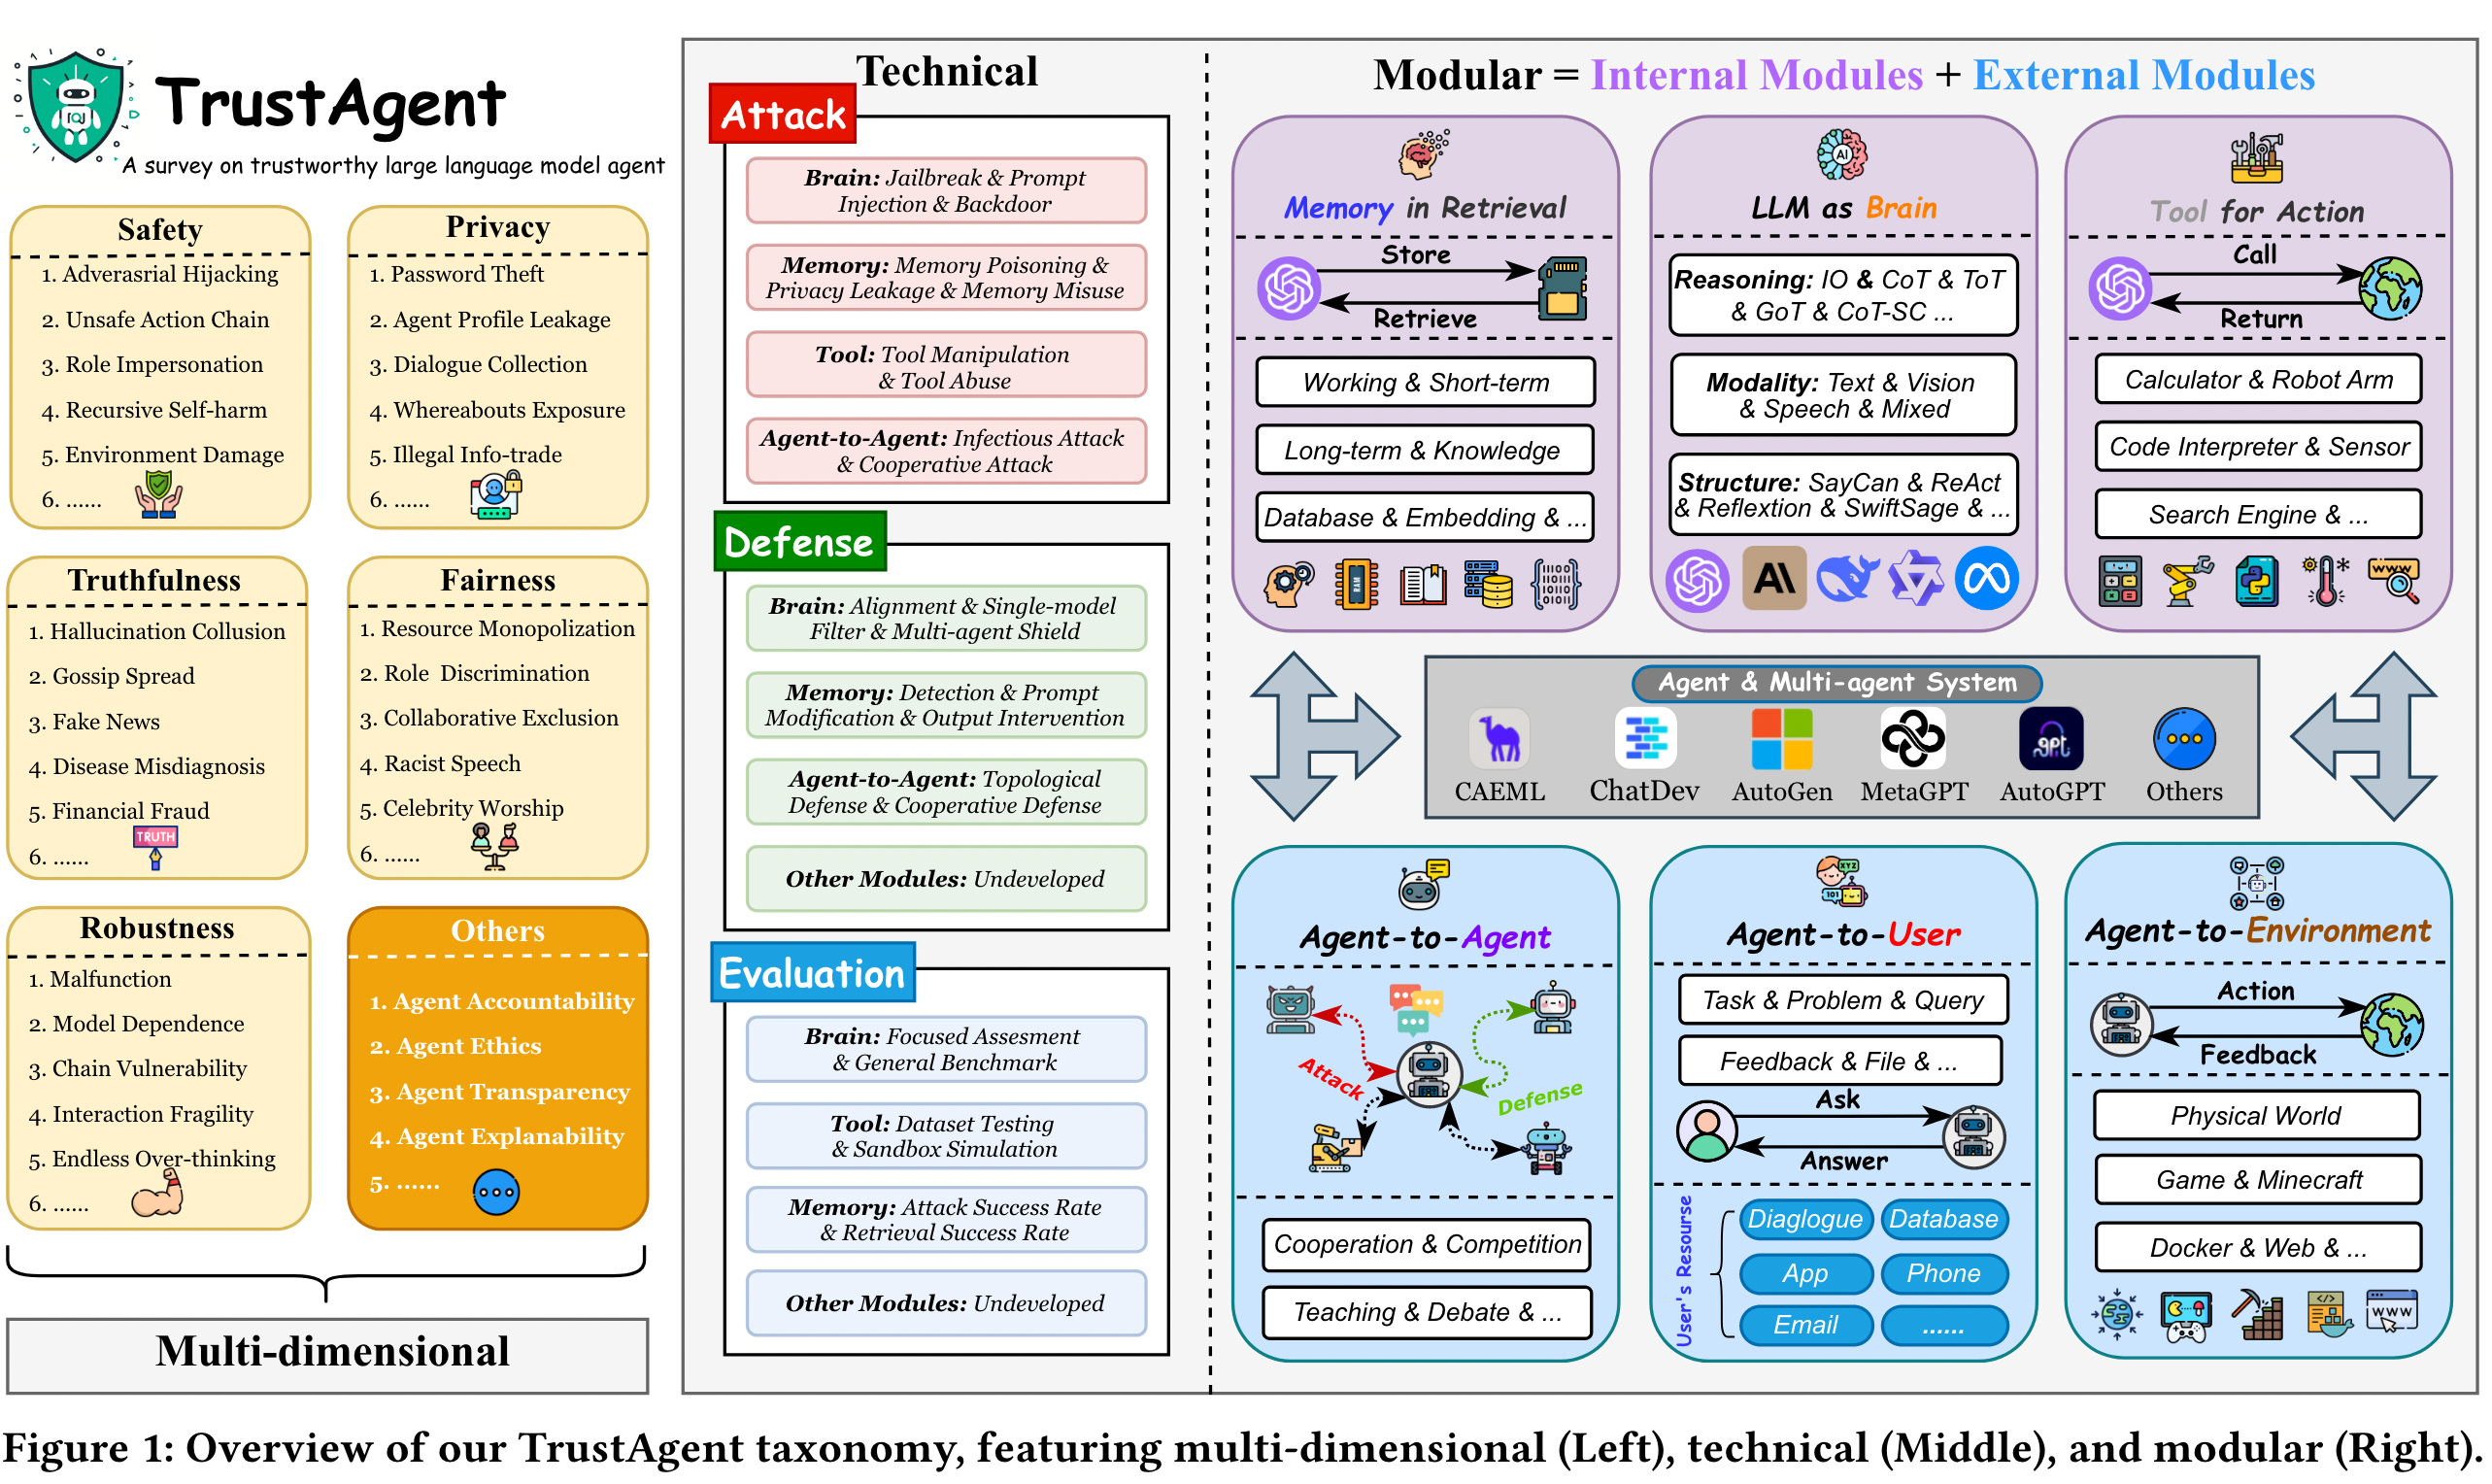 TrustAgent
A survey on trustworthy large language model agent
Safety
1. Adverasrial Hijacking
2. Unsafe Action Chain
3. Role Impersonation
4. Recursive Self-harm
5. Environment Damage
6. ......
Privacy
1. Password Theft
2. Agent Profile Leakage
3. Dialogue Collection
4. Whereabouts Exposure
5. Illegal Info-trade
6. ......
Truthfulness
1. Hallucination Collusion
2. Gossip Spread
3. Fake News
4. Disease Misdiagnosis
5. Financial Fraud
TRUTH
6. ......
Fairness
1. Resource Monopolization
2. Role Discrimination
3. Collaborative Exclusion
4. Racist Speech
5. Celebrity Worship
6. ......
Robustness
1. Malfunction
2. Model Dependence
3. Chain Vulnerability
4. Interaction Fragility
5. Endless Over-thinking
6. ......
Others
1. Agent Accountability
2. Agent Ethics
3. Agent Transparency
4. Agent Explanability
5. ......
Multi-dimensional
Technical
Attack
Brain: Jailbreak & Prompt
Injection & Backdoor
Memory: Memory Poisoning &
Privacy Leakage & Memory Misuse
Tool: Tool Manipulation
& Tool Abuse
Agent-to-Agent: Infectious Attack
& Cooperative Attack
Defense
Brain: Alignment & Single-model
Filter & Multi-agent Shield
Memory: Detection & Prompt
Modification & Output Intervention
Agent-to-Agent: Topological
Defense & Cooperative Defense
Other Modules: Undeveloped
Evaluation
Brain: Focused Assesment
& General Benchmark
Tool: Dataset Testing
& Sandbox Simulation
Memory: Attack Success Rate
& Retrieval Success Rate
Other Modules: Undeveloped
Modular = Internal Modules + External Modules
Memory in Retrieval
Store
Retrieve
Working & Short-term
Long-term & Knowledge
Database & Embedding & ...
RAM
AI
LLM as Brain
Reasoning: IO & CoT & ToT
& GoT & CoT-SC ...
Modality: Text & Vision
& Speech & Mixed
Structure: SayCan & ReAct
& Reflextion & SwiftSage & ...
Tool for Action
Call
Return
Calculator & Robot Arm
Code Interpreter & Sensor
Search Engine & ...
WWW
Agent & Multi-agent System
gpt
CAEML
ChatDev
AutoGen
MetaGPT
AutoGPT
Others
Agent-to-Agent
Attack
Defense
Cooperation & Competition
Teaching & Debate & ...
XYZ
101
Agent-to-User
Task & Problem & Query
Feedback & File & ...
Ask
Answer
User's Resourse
Diaglogue
Database
App
Phone
Email
......
Agent-to-Environment
Action
Feedback
Physical World
Game & Minecraft
Docker & Web & ...
</>
WWW
Figure 1: Overview of our TrustAgent taxonomy, featuring multi-dimensional (Left), technical (Middle), and modular (Right).